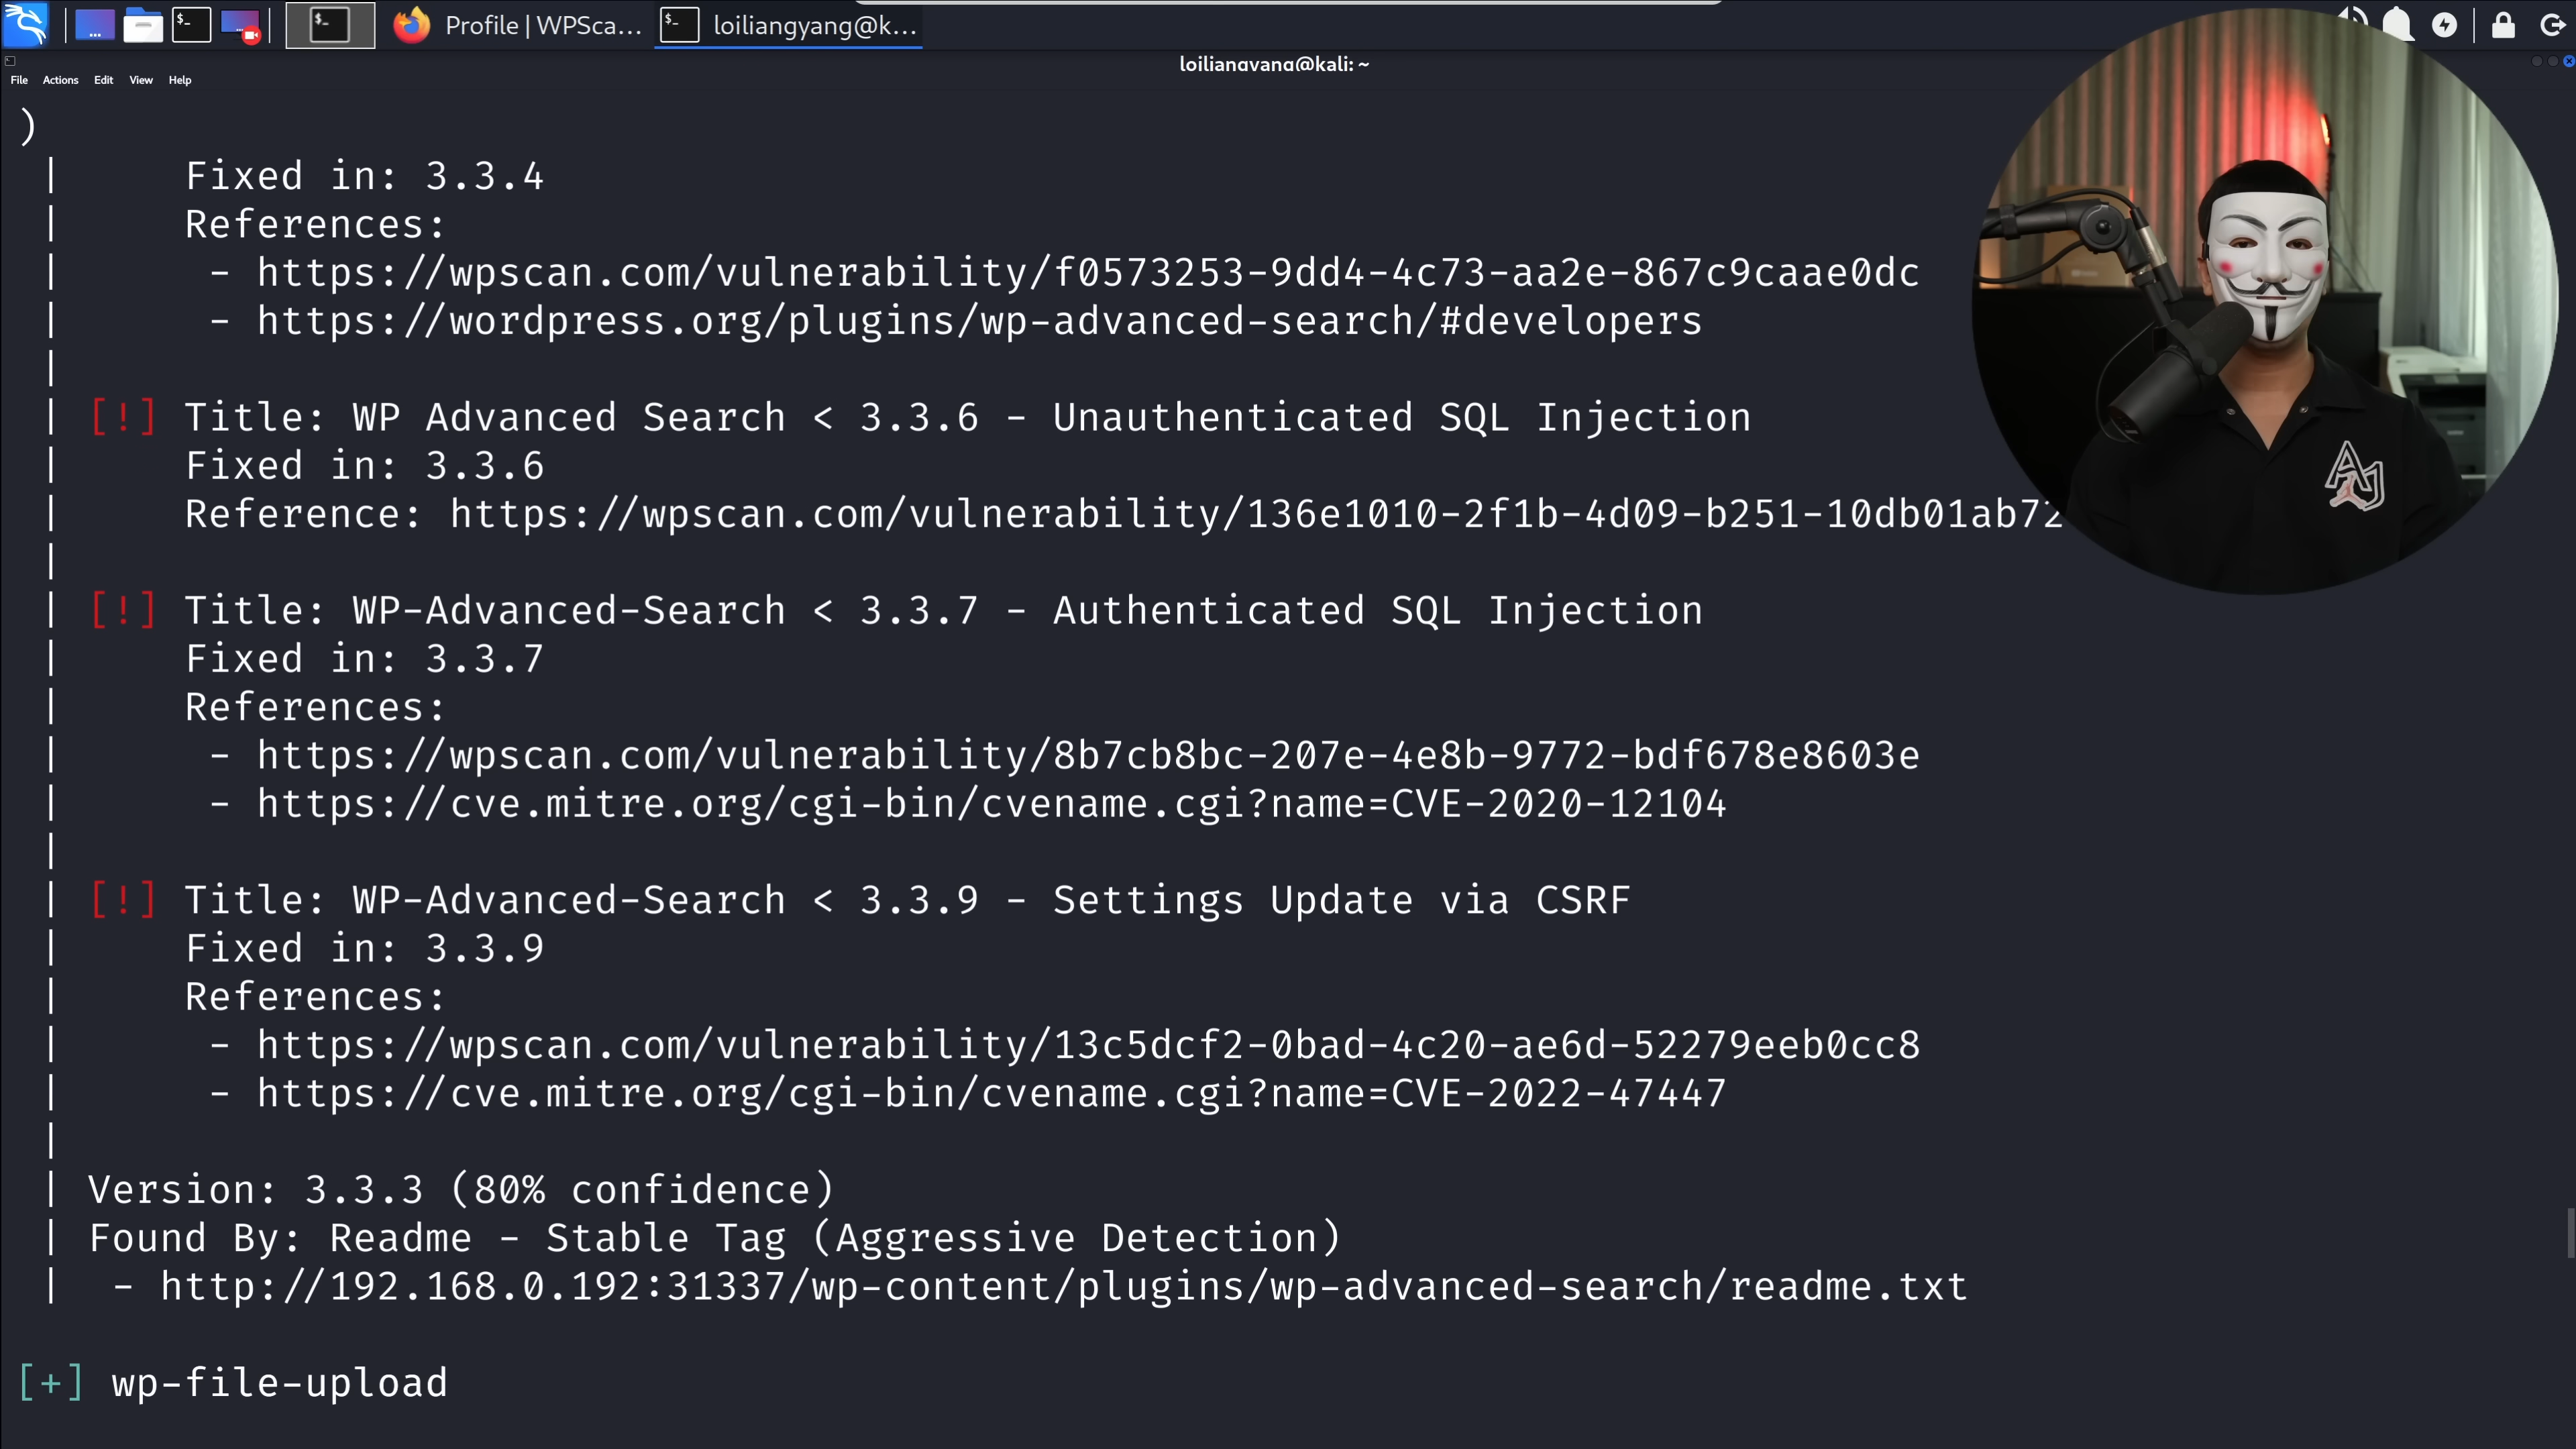 Profile | WPSca...
loiliangyang@k...
loiliangyang@kali: ~
File Actions Edit View Help
)
| Fixed in: 3.3.4
| References:
| - https://wpscan.com/vulnerability/f0573253-9dd4-4c73-aa2e-867c9caae0dc
| - https://wordpress.org/plugins/wp-advanced-search/#developers
|
| [!] Title: WP Advanced Search < 3.3.6 - Unauthenticated SQL Injection
| Fixed in: 3.3.6
| Reference: https://wpscan.com/vulnerability/136e1010-2f1b-4d09-b251-10db01ab72
|
| [!] Title: WP-Advanced-Search < 3.3.7 - Authenticated SQL Injection
| Fixed in: 3.3.7
| References:
| - https://wpscan.com/vulnerability/8b7cb8bc-207e-4e8b-9772-bdf678e8603e
| - https://cve.mitre.org/cgi-bin/cvename.cgi?name=CVE-2020-12104
|
| [!] Title: WP-Advanced-Search < 3.3.9 - Settings Update via CSRF
| Fixed in: 3.3.9
| References:
| - https://wpscan.com/vulnerability/13c5dcf2-0bad-4c20-ae6d-52279eeb0cc8
| - https://cve.mitre.org/cgi-bin/cvename.cgi?name=CVE-2022-47447
|
| Version: 3.3.3 (80% confidence)
| Found By: Readme - Stable Tag (Aggressive Detection)
| - http://192.168.0.192:31337/wp-content/plugins/wp-advanced-search/readme.txt
[+] wp-file-upload